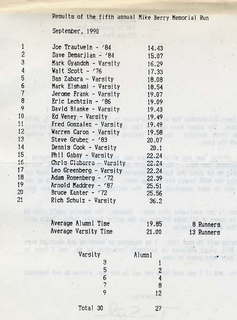 Results of the fifth annual Mike Berry Memorial Run
September, 1990
1 Joe Trautwein - '84 14.43
2 Dave Demarjian - '84 15.07
3 Mark Grandch - Varsity 16.29
4 Walt Scott - '76 17.33
5 Dan Zahara - Varsity 18.08
6 Mark Elshami - Varsity 18.54
7 Jerome Frank - Varsity 19.07
8 Eric Lechtzin - '86 19.09
9 David Blanke - Varsity 19.43
10 Ed Veney - Varsity 19.49
11 Fred Gonzalez - Varsity 19.49
12 Warren Caron - Varsity 19.58
13 Steve Gruber - '83 20.07
14 Dennis Cook - Varsity 20.1
15 Phil Gabay - Varsity 22.24
16 Chris Giabarra - Varsity 22.24
17 Leo Greenberg - Varsity 22.24
18 Adam Rosenberg - '72 22.39
19 Arnold Maddrey - '87 25.51
20 Bruce Eanter - '72 25.56
21 Rich Schulz - Varsity 36.2
Average Alumni Time 19.85 8 Runners
Average Varsity Time 21.00 13 Runners
Varsity Alumni
3 1
5 2
6 4
7 8
9 12
Total 30 27